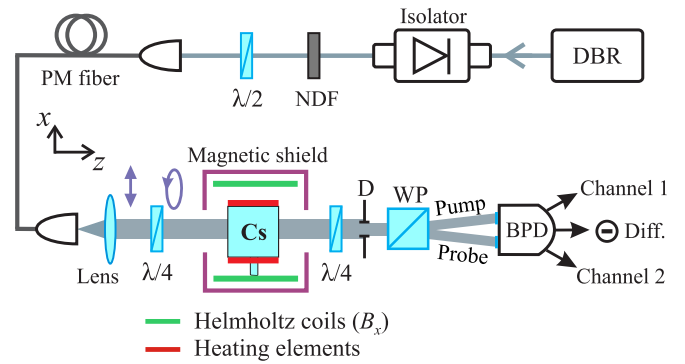 Isolator
DBR
PM fiber
λ/2
NDF
x
z
Magnetic shield
D
WP
Pump
Channel 1
Cs
BPD
Diff.
Probe
Channel 2
Lens
λ/4
λ/4
Helmholtz coils (Bₓ)
Heating elements